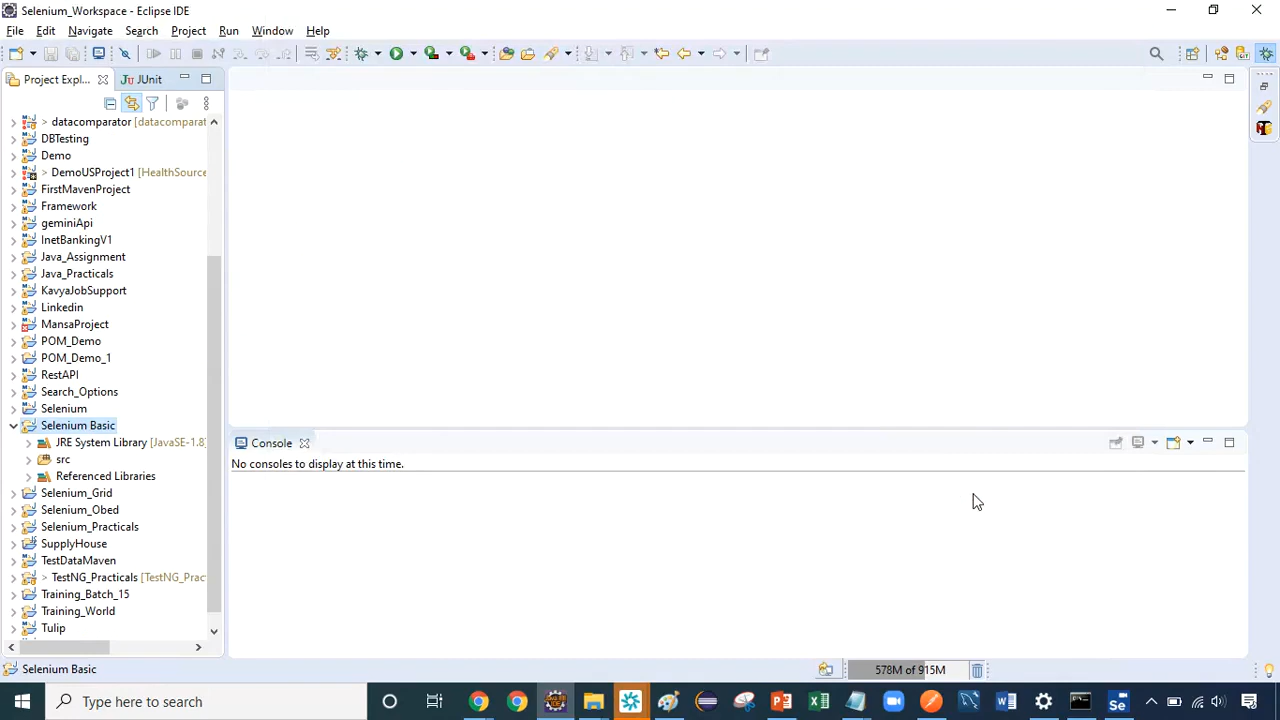 Selenium_Workspace - Eclipse IDE
File Edit Navigate Search Project Run Window Help
Project Expl... JUnit
> datacomparator [datacomparat
DBTesting
Demo
> DemoUSProject1 [HealthSource
FirstMavenProject
Framework
geminiApi
InetBankingV1
Java_Assignment
Java_Practicals
KavyaJobSupport
Linkedin
MansaProject
POM_Demo
POM_Demo_1
RestAPI
Search_Options
Selenium
Selenium Basic
JRE System Library [JavaSE-1.8]
src
Referenced Libraries
Selenium_Grid
Selenium_Obed
Selenium_Practicals
SupplyHouse
TestDataMaven
> TestNG_Practicals [TestNG_Prac
Training_Batch_15
Training_World
Tulip
Console
No consoles to display at this time.
Selenium Basic
578M of 915M
Type here to search